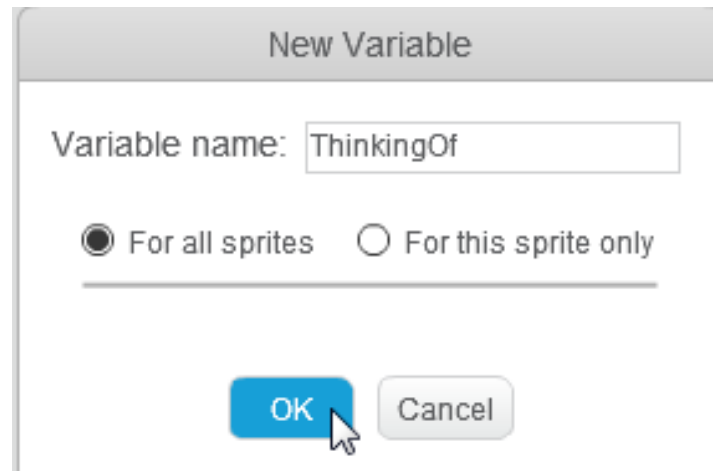 New Variable
Variable name: ThinkingOf
For all sprites For this sprite only
OK Cancel